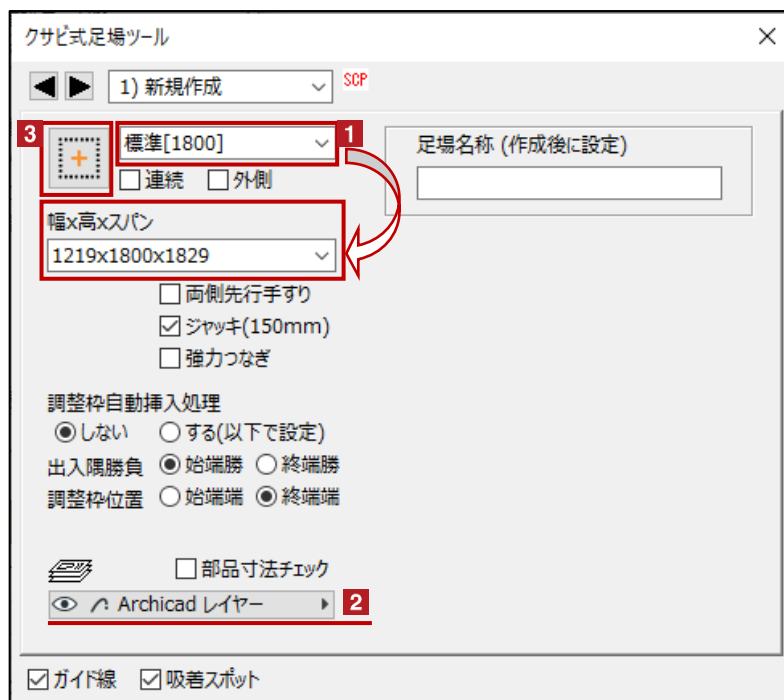 クサビ式足場ツール
1) 新規作成
SCP
3
標準[1800]
1
足場名称 (作成後に設定)
連続
外側
幅x高xスパン
1219x1800x1829
両側先行手すり
ジャッキ(150mm)
強力つなぎ
調整枠自動挿入処理
しない する(以下で設定)
出入隅勝負 始端勝 終端勝
調整枠位置 始端端 終端端
部品寸法チェック
Archicad レイヤー
2
ガイド線 吸着スポット